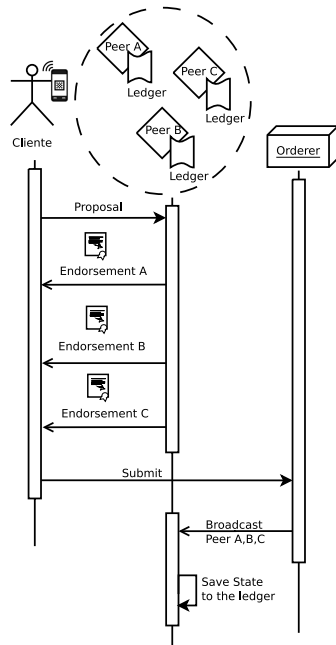 Peer A
Ledger
Peer C
Ledger
Peer B
Ledger
Cliente
Orderer
Proposal
Endorsement A
Endorsement B
Endorsement C
Submit
Broadcast
Peer A,B,C
Save State
to the ledger